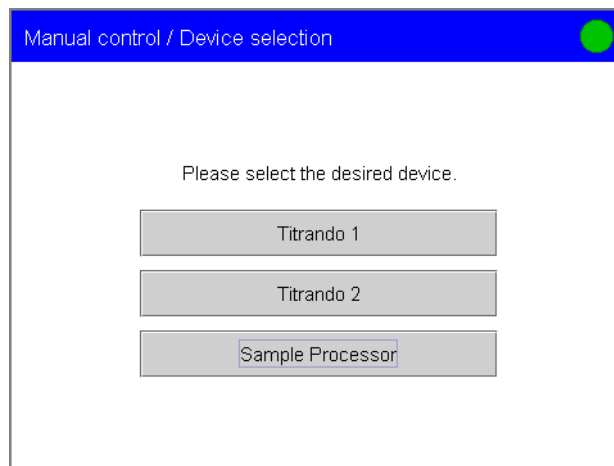 Manual control / Device selection
Please select the desired device.
Titrando 1
Titrando 2
Sample Processor